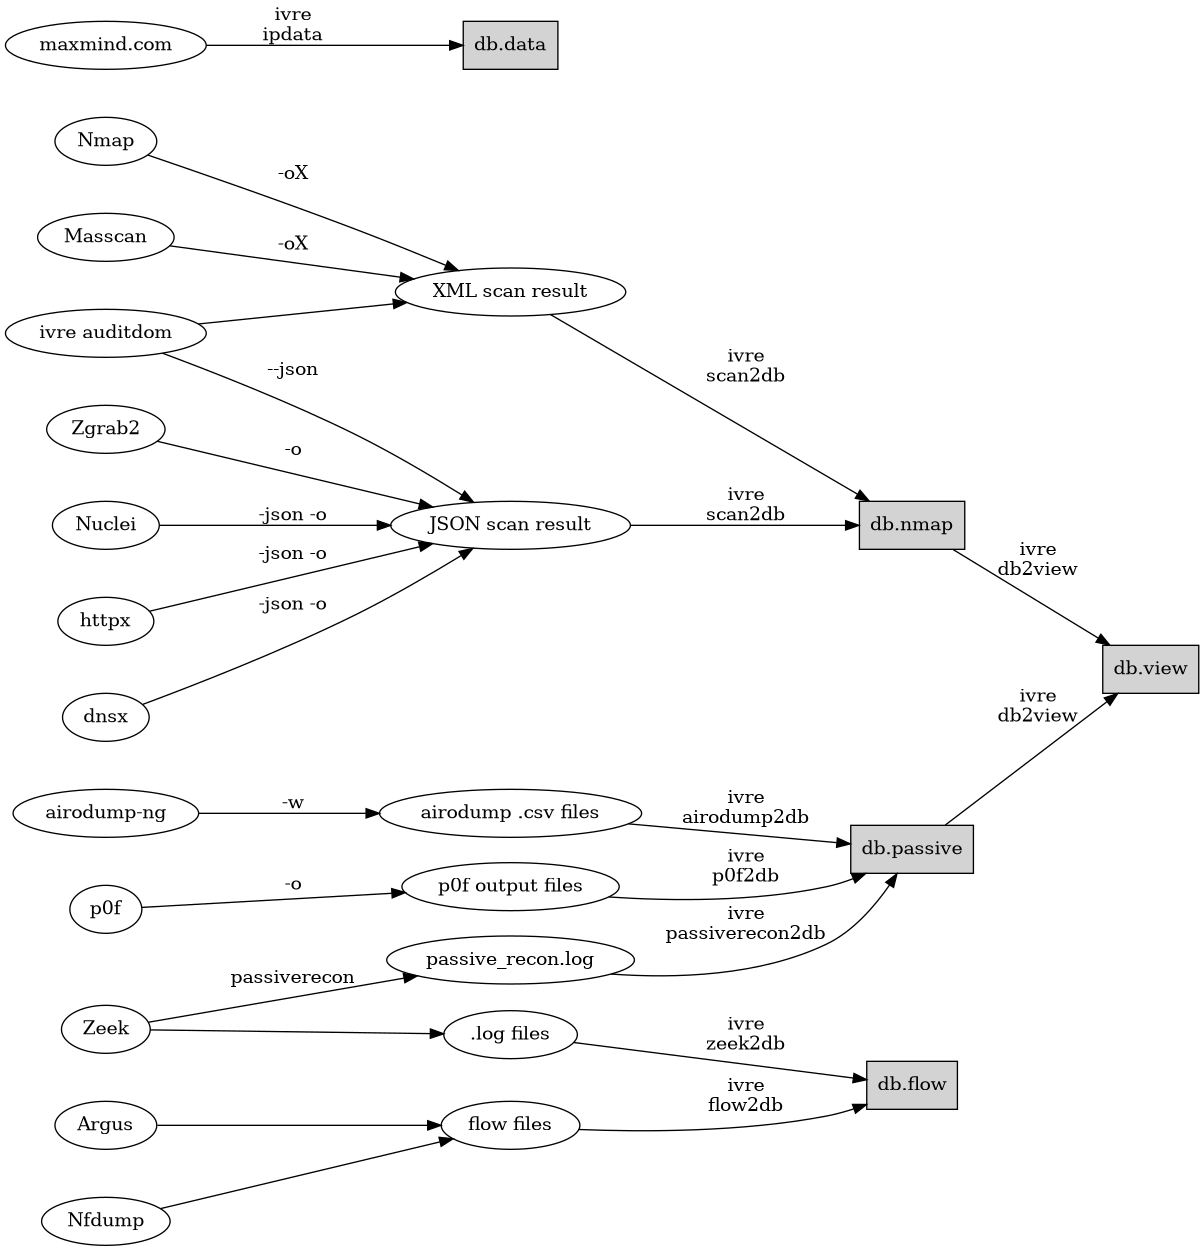 ivre
ipdata
maxmind.com
db.data
Nmap
-oX
Masscan
-oX
XML scan result
ivre auditdom
--json
ivre
scan2db
Zgrab2
-o
Nuclei
-json -o
JSON scan result
ivre
scan2db
db.nmap
-json -o
httpx
-json -o
ivre
db2view
db.view
dnsx
ivre
db2view
airodump-ng
-w
airodump .csv files
ivre
airodump2db
db.passive
p0f
-o
p0f output files
ivre
p0f2db
ivre
passiverecon2db
passive_recon.log
passiverecon
Zeek
.log files
ivre
zeek2db
db.flow
Argus
flow files
ivre
flow2db
Nfdump